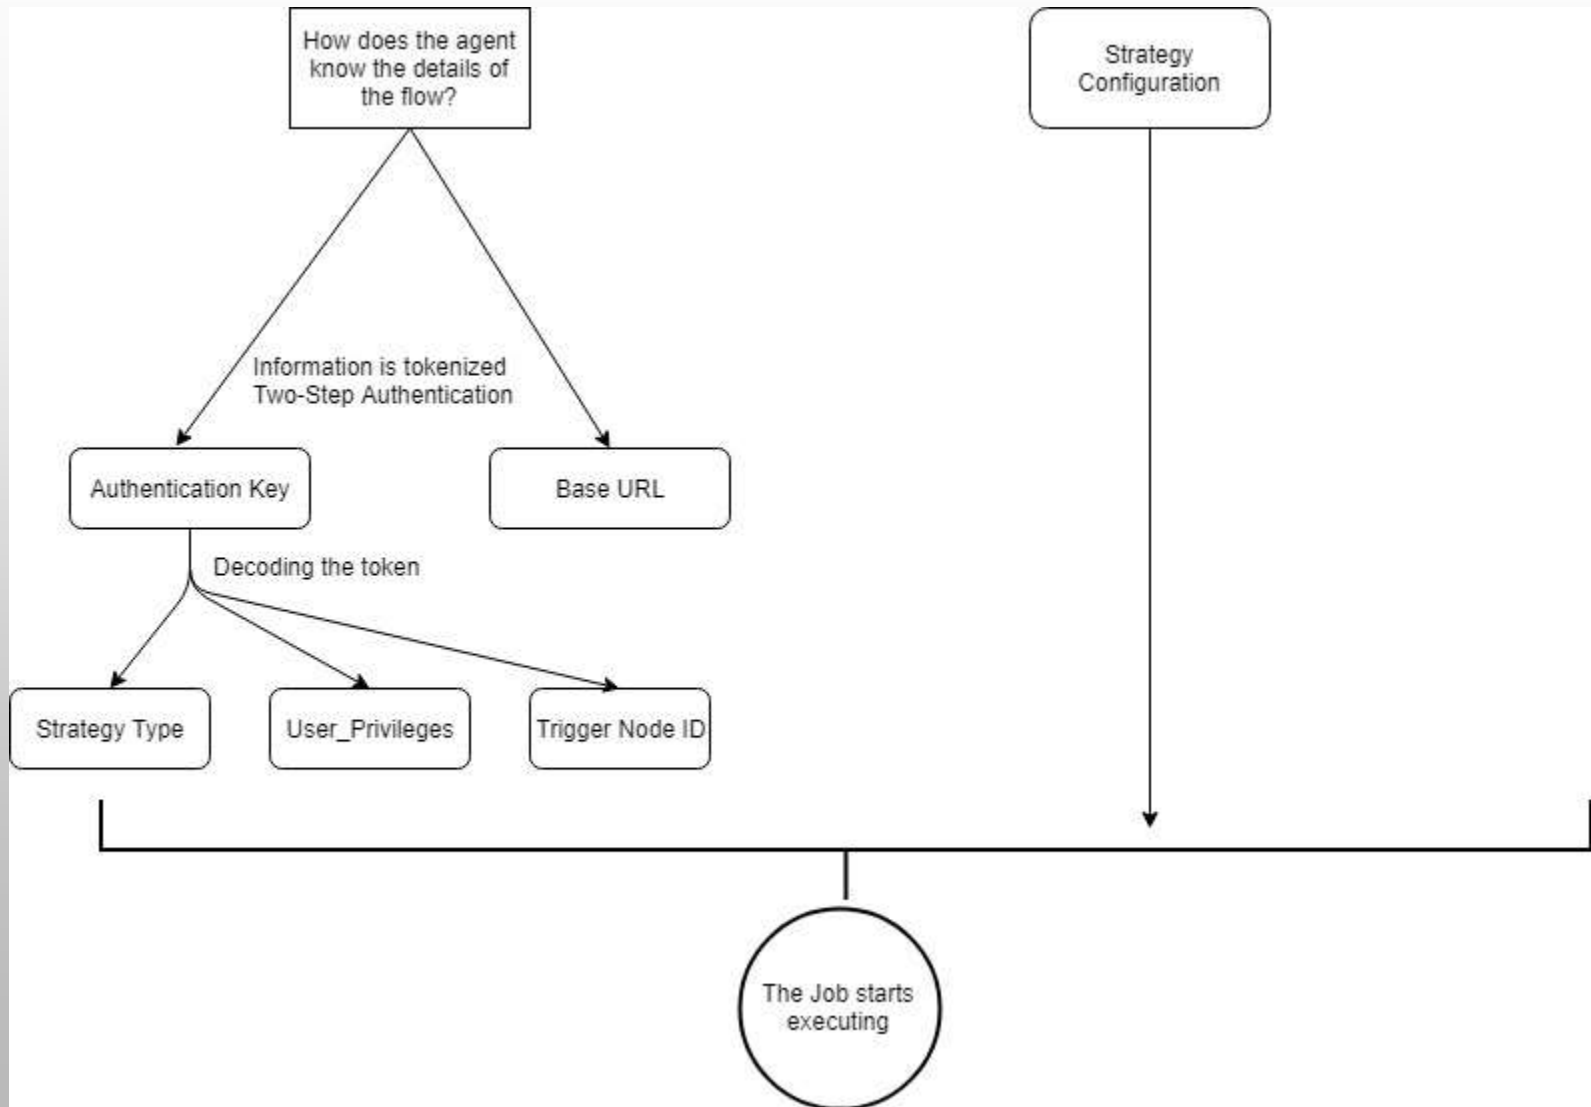 How does the agent
know the details of
the flow?
Strategy
Configuration
Information is tokenized
Two-Step Authentication
Authentication Key
Base URL
Decoding the token
Strategy Type
User_Privileges
Trigger Node ID
The Job starts
executing